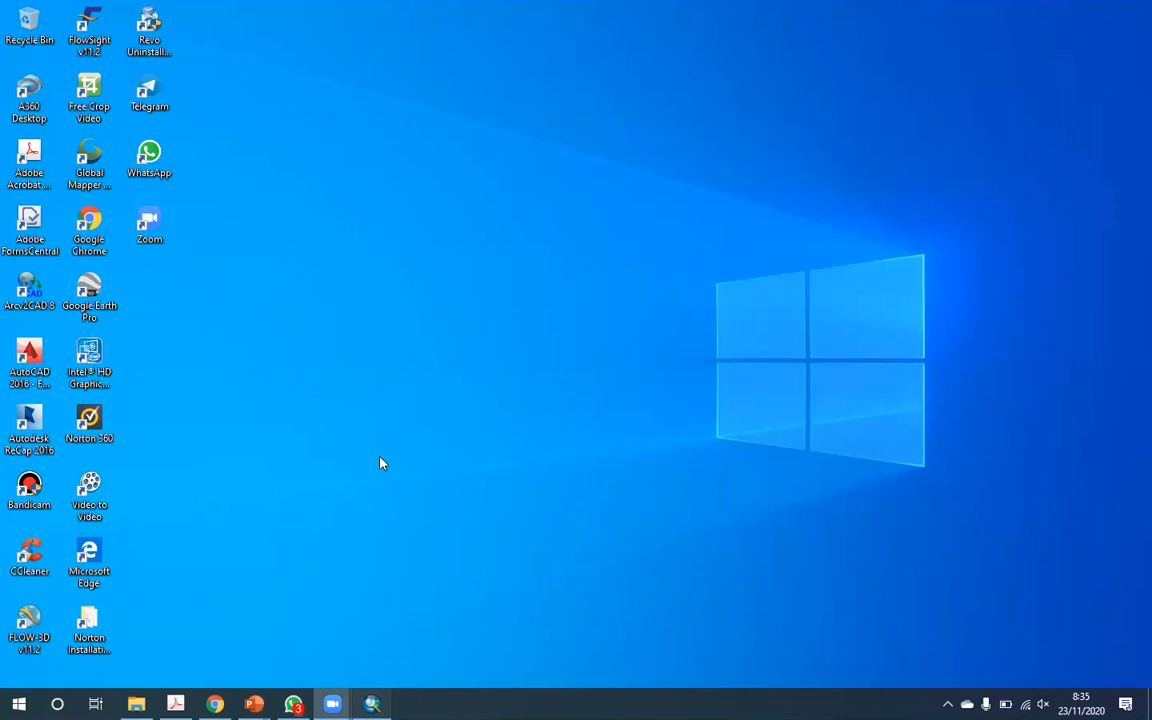 Recycle Bin
FlowSight
v11.2
Revo
Uninstall...
A360
Desktop
Free Crop
Video
Telegram
Adobe
Acrobat ...
Global
Mapper ...
WhatsApp
Adobe
FormsCentral
Google
Chrome
Zoom
Arcv2CAD 8
Google Earth
Pro
AutoCAD
2016 - E...
Intel® HD
Graphic...
Autodesk
ReCap 2016
Norton 360
Bandicam
Video to
Video
CCleaner
Microsoft
Edge
FLOW-3D
v11.2
Norton
Installati...
3
8:35
23/11/2020